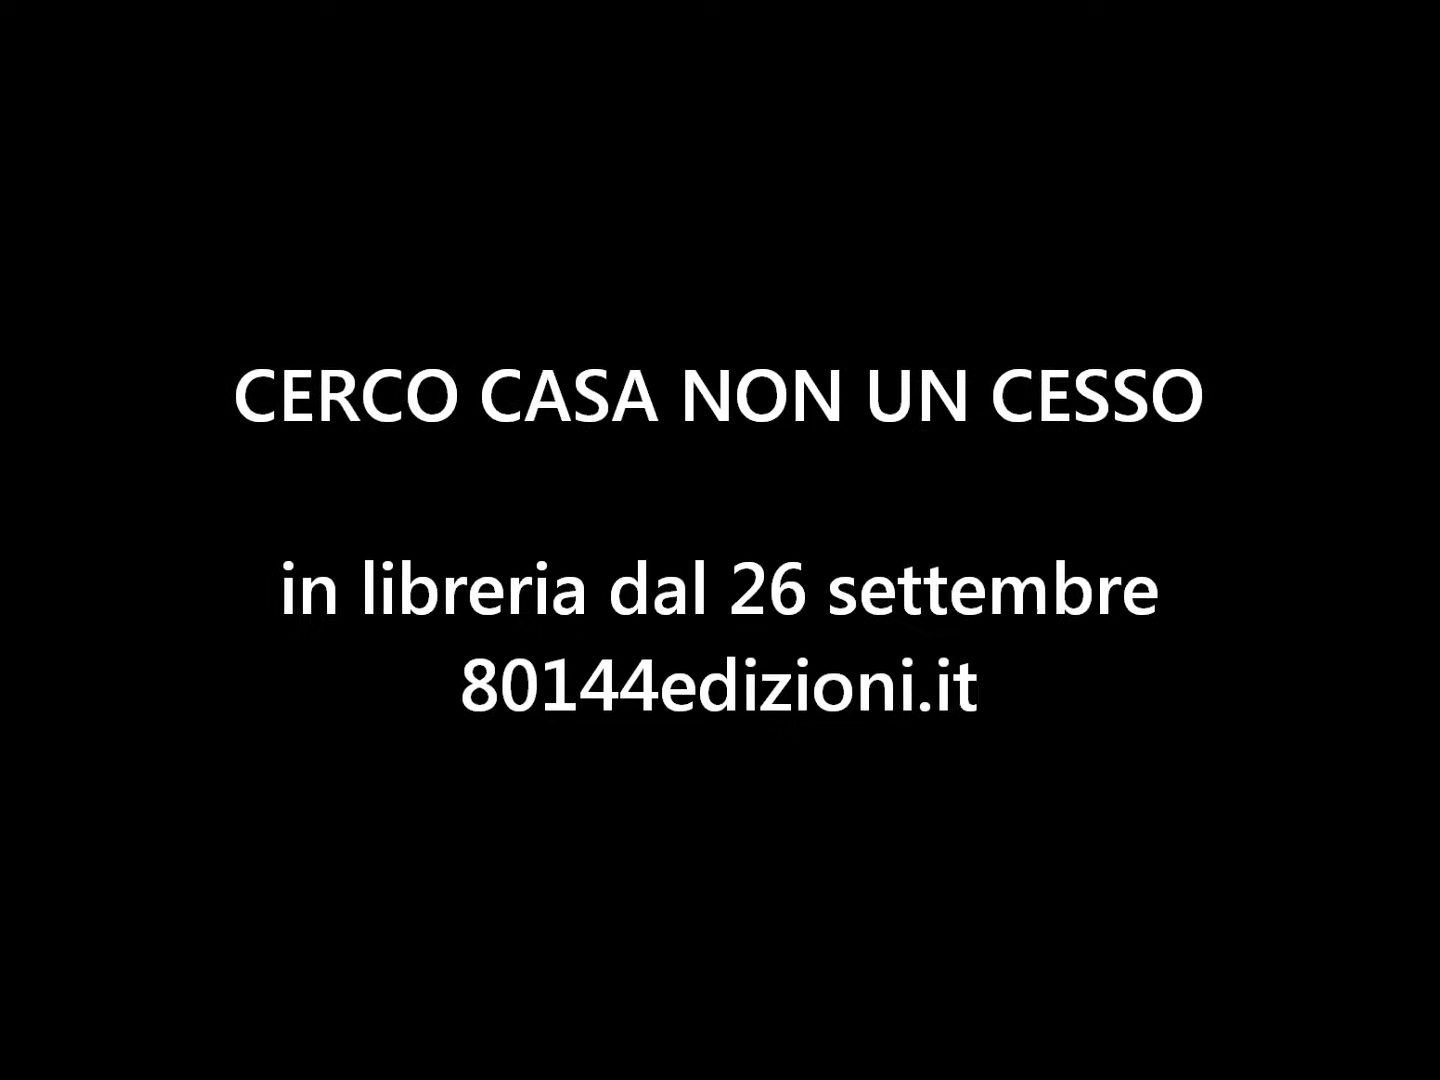 CERCO CASA NON UN CESSO
in libreria dal 26 settembre
80144edizioni.it